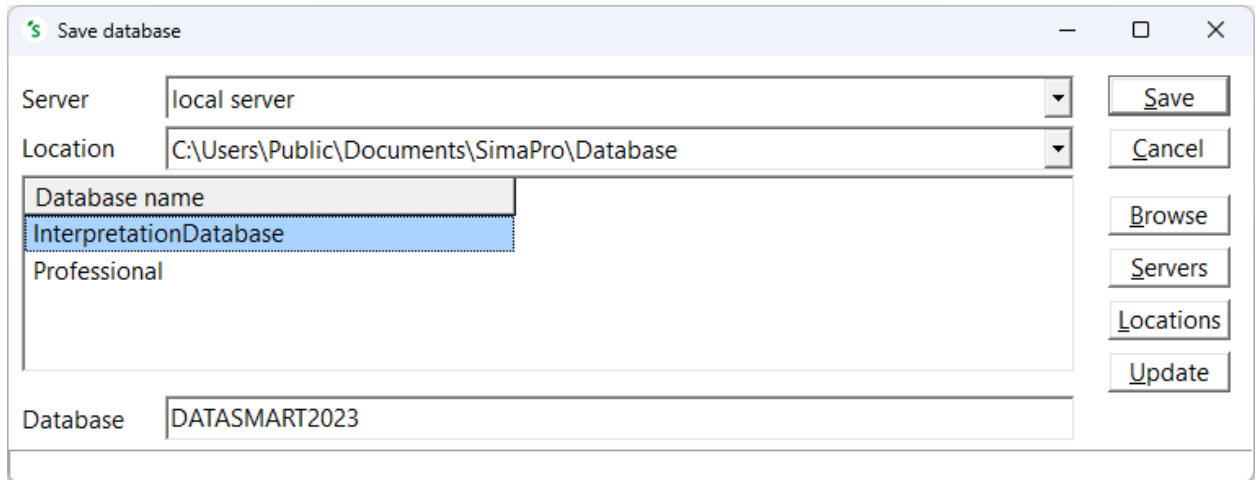 Save database
Server local server Save
Location C:\Users\Public\Documents\SimaPro\Database Cancel
Database name
InterpretationDatabase Browse
Professional Servers
Locations
Update
Database DATASMART2023